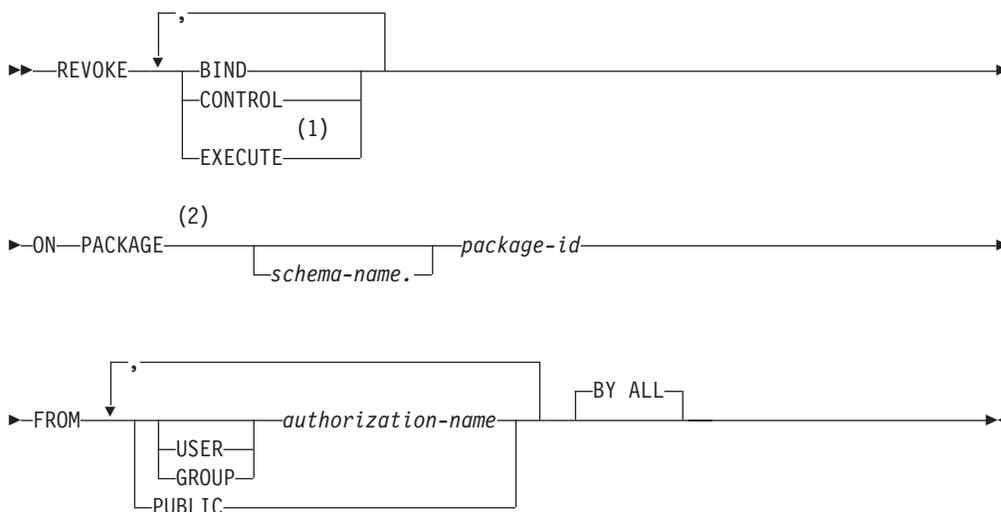 ,
REVOKE BIND
CONTROL
(1)
EXECUTE
(2)
ON PACKAGE package-id
schema-name.
,
BY ALL
FROM authorization-name
USER
GROUP
PUBLIC